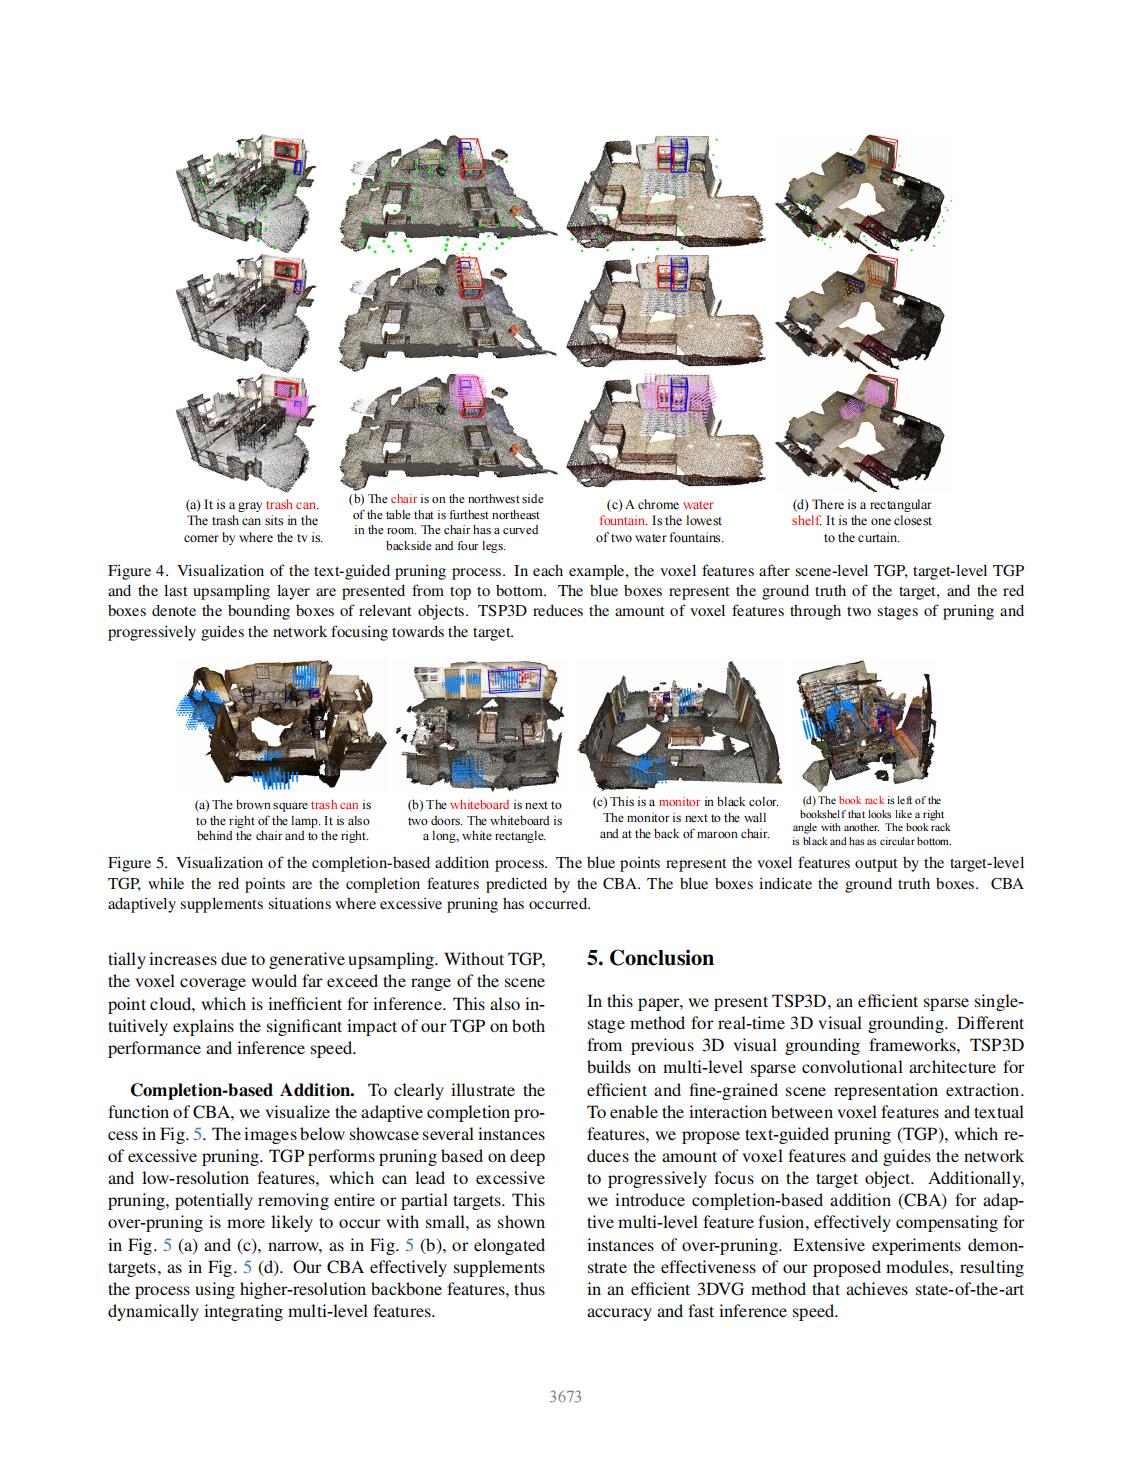 (a) It is a gray trash can.
The trash can sits in the
corner by where the tv is.
(b) The chair is on the northwest side
of the table that is furthest northeast
in the room. The chair has a curved
backside and four legs.
(c) A chrome water
fountain. Is the lowest
of two water fountains.
(d) There is a rectangular
shelf. It is the one closest
to the curtain.
Figure 4. Visualization of the text-guided pruning process. In each example, the voxel features after scene-level TGP, target-level TGP
and the last upsampling layer are presented from top to bottom. The blue boxes represent the ground truth of the target, and the red
boxes denote the bounding boxes of relevant objects. TSP3D reduces the amount of voxel features through two stages of pruning and
progressively guides the network focusing towards the target.
(a) The brown square trash can is
to the right of the lamp. It is also
behind the chair and to the right.
(b) The whiteboard is next to
two doors. The whiteboard is
a long, white rectangle.
(c) This is a monitor in black color.
The monitor is next to the wall
and at the back of maroon chair.
(d) The book rack is left of the
bookshelf that looks like a right
angle with another. The book rack
is black and has as circular bottom.
Figure 5. Visualization of the completion-based addition process. The blue points represent the voxel features output by the target-level
TGP, while the red points are the completion features predicted by the CBA. The blue boxes indicate the ground truth boxes. CBA
adaptively supplements situations where excessive pruning has occurred.
tially increases due to generative upsampling. Without TGP,
the voxel coverage would far exceed the range of the scene
point cloud, which is inefficient for inference. This also in-
tuitively explains the significant impact of our TGP on both
performance and inference speed.
Completion-based Addition. To clearly illustrate the
function of CBA, we visualize the adaptive completion pro-
cess in Fig. 5. The images below showcase several instances
of excessive pruning. TGP performs pruning based on deep
and low-resolution features, which can lead to excessive
pruning, potentially removing entire or partial targets. This
over-pruning is more likely to occur with small, as shown
in Fig. 5 (a) and (c), narrow, as in Fig. 5 (b), or elongated
targets, as in Fig. 5 (d). Our CBA effectively supplements
the process using higher-resolution backbone features, thus
dynamically integrating multi-level features.
5. Conclusion
In this paper, we present TSP3D, an efficient sparse single-
stage method for real-time 3D visual grounding. Different
from previous 3D visual grounding frameworks, TSP3D
builds on multi-level sparse convolutional architecture for
efficient and fine-grained scene representation extraction.
To enable the interaction between voxel features and textual
features, we propose text-guided pruning (TGP), which re-
duces the amount of voxel features and guides the network
to progressively focus on the target object. Additionally,
we introduce completion-based addition (CBA) for adap-
tive multi-level feature fusion, effectively compensating for
instances of over-pruning. Extensive experiments demon-
strate the effectiveness of our proposed modules, resulting
in an efficient 3DVG method that achieves state-of-the-art
accuracy and fast inference speed.
3673